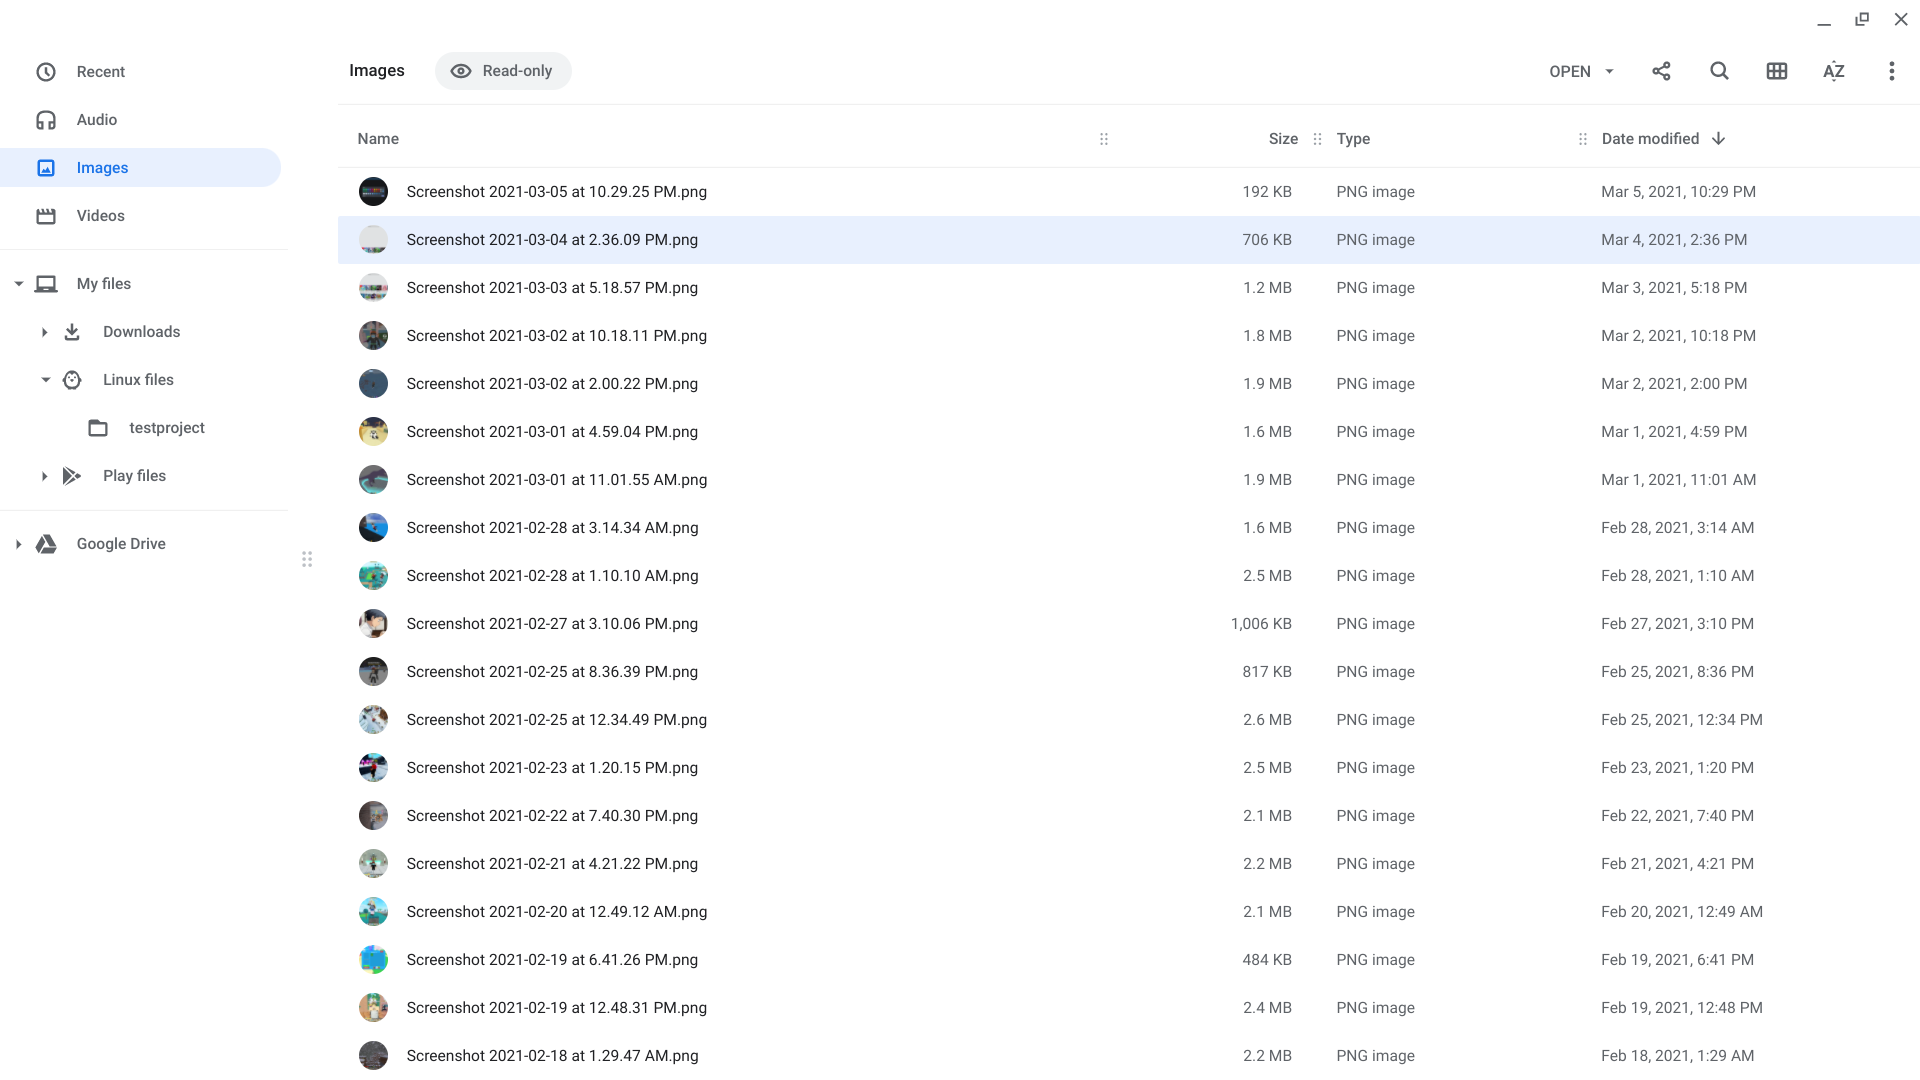 Recent
Audio
Images
Videos
My files
Downloads
Linux files
testproject
Play files
Google Drive
Images Read-only OPEN AZ
Name Size Type Date modified
Screenshot 2021-03-05 at 10.29.25 PM.png 192 KB PNG image Mar 5, 2021, 10:29 PM
Screenshot 2021-03-04 at 2.36.09 PM.png 706 KB PNG image Mar 4, 2021, 2:36 PM
Screenshot 2021-03-03 at 5.18.57 PM.png 1.2 MB PNG image Mar 3, 2021, 5:18 PM
Screenshot 2021-03-02 at 10.18.11 PM.png 1.8 MB PNG image Mar 2, 2021, 10:18 PM
Screenshot 2021-03-02 at 2.00.22 PM.png 1.9 MB PNG image Mar 2, 2021, 2:00 PM
Screenshot 2021-03-01 at 4.59.04 PM.png 1.6 MB PNG image Mar 1, 2021, 4:59 PM
Screenshot 2021-03-01 at 11.01.55 AM.png 1.9 MB PNG image Mar 1, 2021, 11:01 AM
Screenshot 2021-02-28 at 3.14.34 AM.png 1.6 MB PNG image Feb 28, 2021, 3:14 AM
Screenshot 2021-02-28 at 1.10.10 AM.png 2.5 MB PNG image Feb 28, 2021, 1:10 AM
Screenshot 2021-02-27 at 3.10.06 PM.png 1,006 KB PNG image Feb 27, 2021, 3:10 PM
Screenshot 2021-02-25 at 8.36.39 PM.png 817 KB PNG image Feb 25, 2021, 8:36 PM
Screenshot 2021-02-25 at 12.34.49 PM.png 2.6 MB PNG image Feb 25, 2021, 12:34 PM
Screenshot 2021-02-23 at 1.20.15 PM.png 2.5 MB PNG image Feb 23, 2021, 1:20 PM
Screenshot 2021-02-22 at 7.40.30 PM.png 2.1 MB PNG image Feb 22, 2021, 7:40 PM
Screenshot 2021-02-21 at 4.21.22 PM.png 2.2 MB PNG image Feb 21, 2021, 4:21 PM
Screenshot 2021-02-20 at 12.49.12 AM.png 2.1 MB PNG image Feb 20, 2021, 12:49 AM
Screenshot 2021-02-19 at 6.41.26 PM.png 484 KB PNG image Feb 19, 2021, 6:41 PM
Screenshot 2021-02-19 at 12.48.31 PM.png 2.4 MB PNG image Feb 19, 2021, 12:48 PM
Screenshot 2021-02-18 at 1.29.47 AM.png 2.2 MB PNG image Feb 18, 2021, 1:29 AM